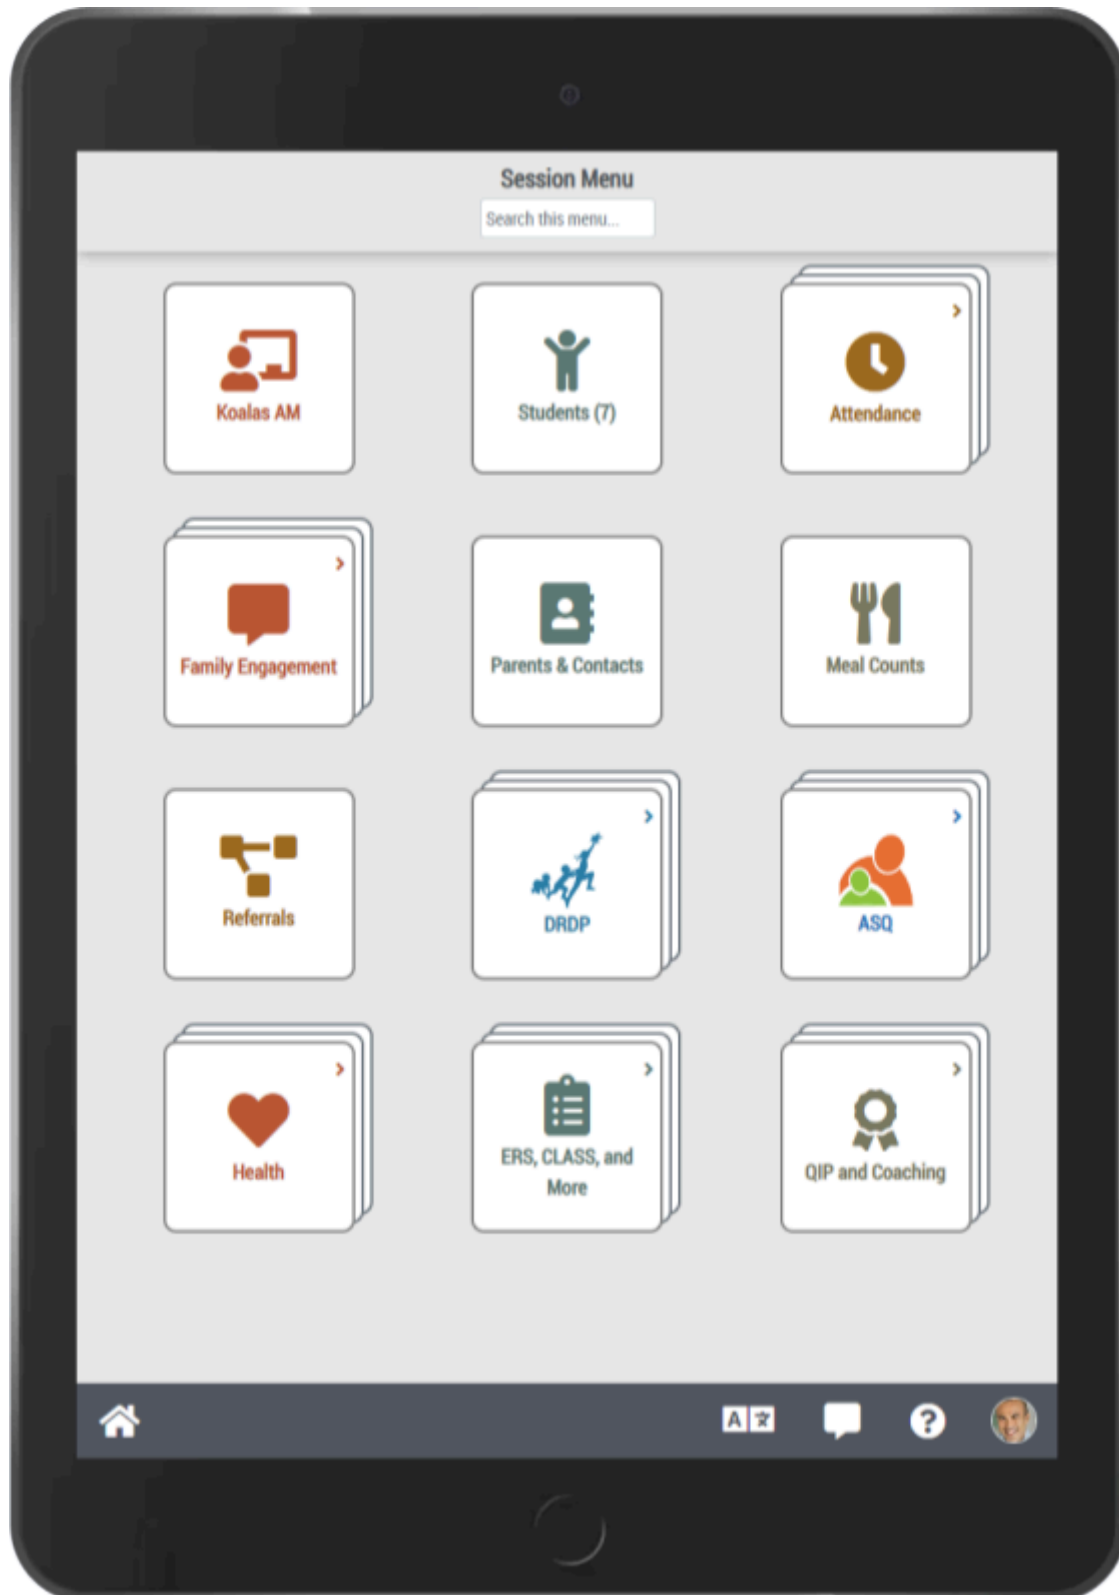 Session Menu
Search this menu...
Koalas AM
Students (7)
Attendance
Family Engagement
Parents & Contacts
Meal Counts
Referrals
DRDP
ASQ
Health
ERS, CLASS, and
More
QIP and Coaching
A 文
?